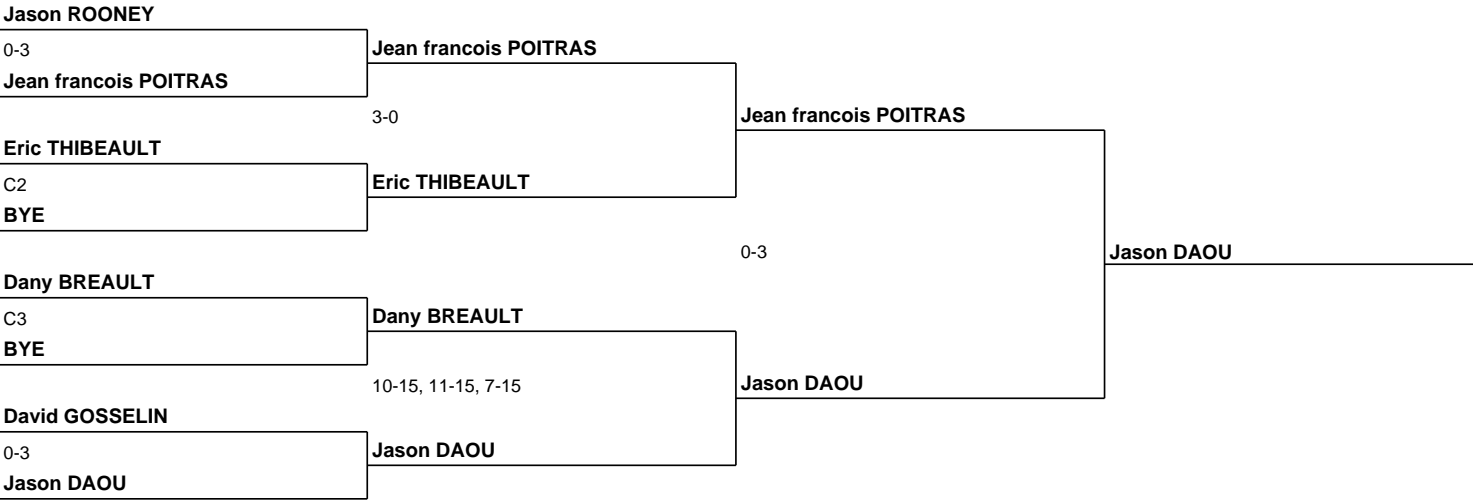 Jason ROONEY
0-3
Jean francois POITRAS
Jean francois POITRAS
3-0
Jean francois POITRAS
Eric THIBEAULT
C2
Eric THIBEAULT
BYE
0-3
Jason DAOU
Dany BREAULT
C3
Dany BREAULT
BYE
10-15, 11-15, 7-15
Jason DAOU
David GOSSELIN
0-3
Jason DAOU
Jason DAOU